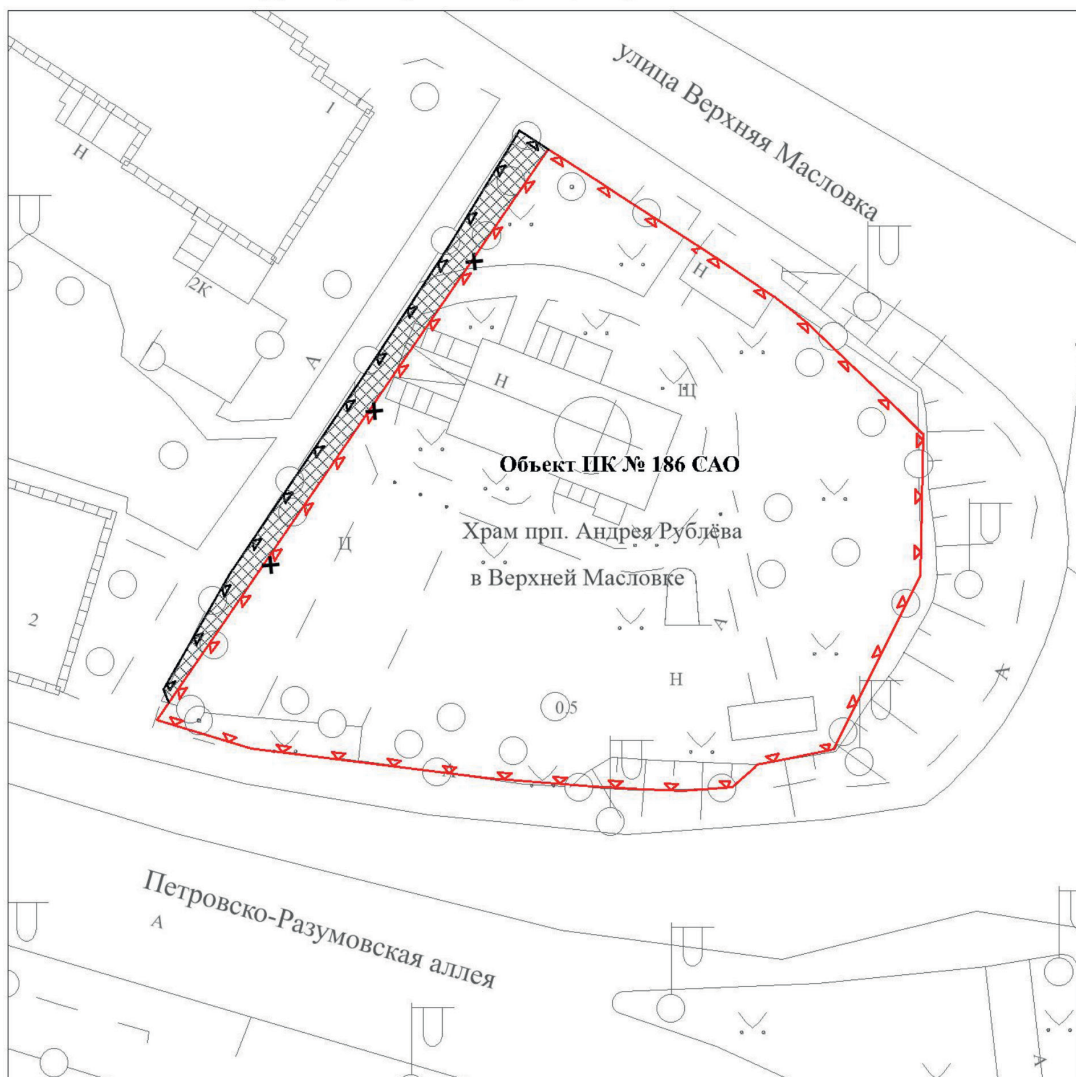 улица Верхняя Масловка
1
Н
2К
А
Н
Н
Щ
Объект ПК № 186 САО
Храм прп. Андрея Рублёва
в Верхней Масловке
Ц
2
А
Н
А
0,5
Петровско-Разумовская аллея
А
А